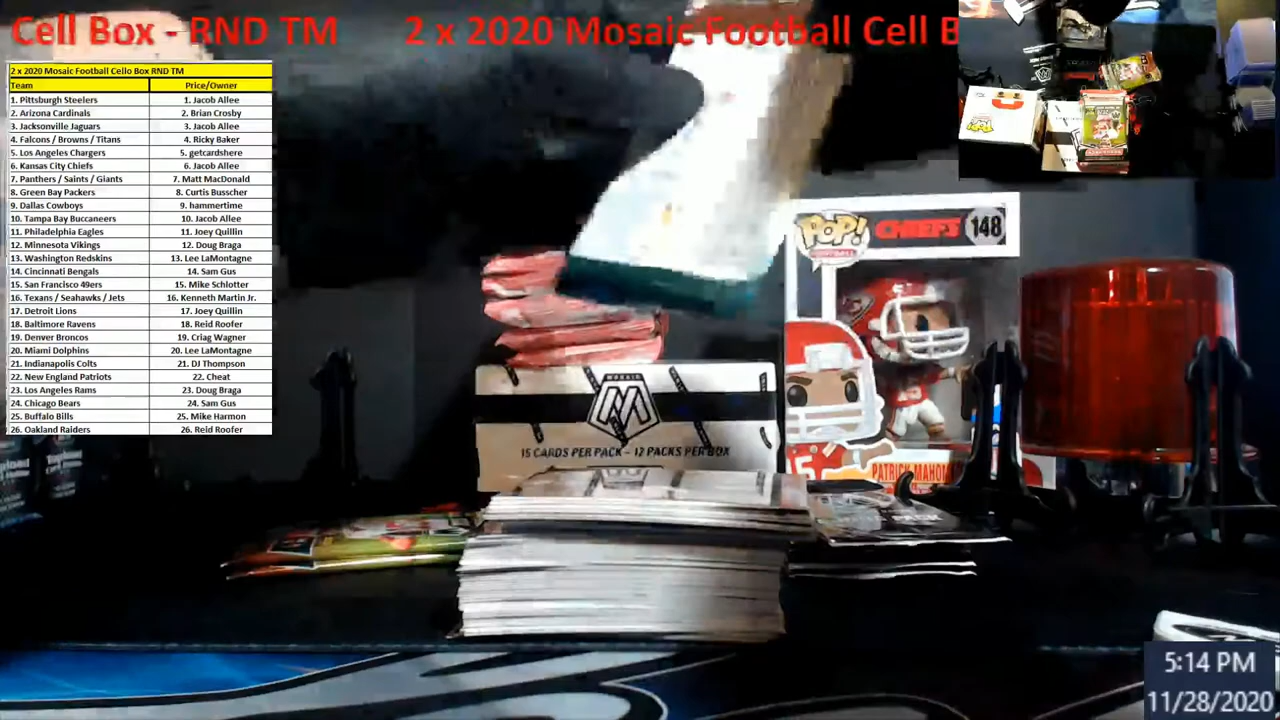 Cell Box - RND TM 2 x 2020 Mosaic Football Cell B
2 x 2020 Mosaic Football Cello Box RND TM
Team Price/Owner
1. Pittsburgh Steelers 1. Jacob Allee
2. Arizona Cardinals 2. Brian Crosby
3. Jacksonville Jaguars 3. Jacob Allee
4. Falcons / Browns / Titans 4. Ricky Baker
5. Los Angeles Chargers 5. getcardshere
6. Kansas City Chiefs 6. Jacob Allee
7. Panthers / Saints / Giants 7. Matt MacDonald
8. Green Bay Packers 8. Curtis Busscher
9. Dallas Cowboys 9. hammertime
10. Tampa Bay Buccaneers 10. Jacob Allee
11. Philadelphia Eagles 11. Joey Quillin
12. Minnesota Vikings 12. Doug Braga
13. Washington Redskins 13. Lee LaMontagne
14. Cincinnati Bengals 14. Sam Gus
15. San Francisco 49ers 15. Mike Schlotter
16. Texans / Seahawks / Jets 16. Kenneth Martin Jr.
17. Detroit Lions 17. Joey Quillin
18. Baltimore Ravens 18. Reid Roofer
19. Denver Broncos 19. Criag Wagner
20. Miami Dolphins 20. Lee LaMontagne
21. Indianapolis Colts 21. DJ Thompson
22. New England Patriots 22. Cheat
23. Los Angeles Rams 23. Doug Braga
24. Chicago Bears 24. Sam Gus
25. Buffalo Bills 25. Mike Harmon
26. Oakland Raiders 26. Reid Roofer
POP! CHIEFS 148
FOOTBALL
MOSAIC
15 CARDS PER PACK - 12 PACKS PER BOX
PATRICK MAHOM
5:14 PM
11/28/2020